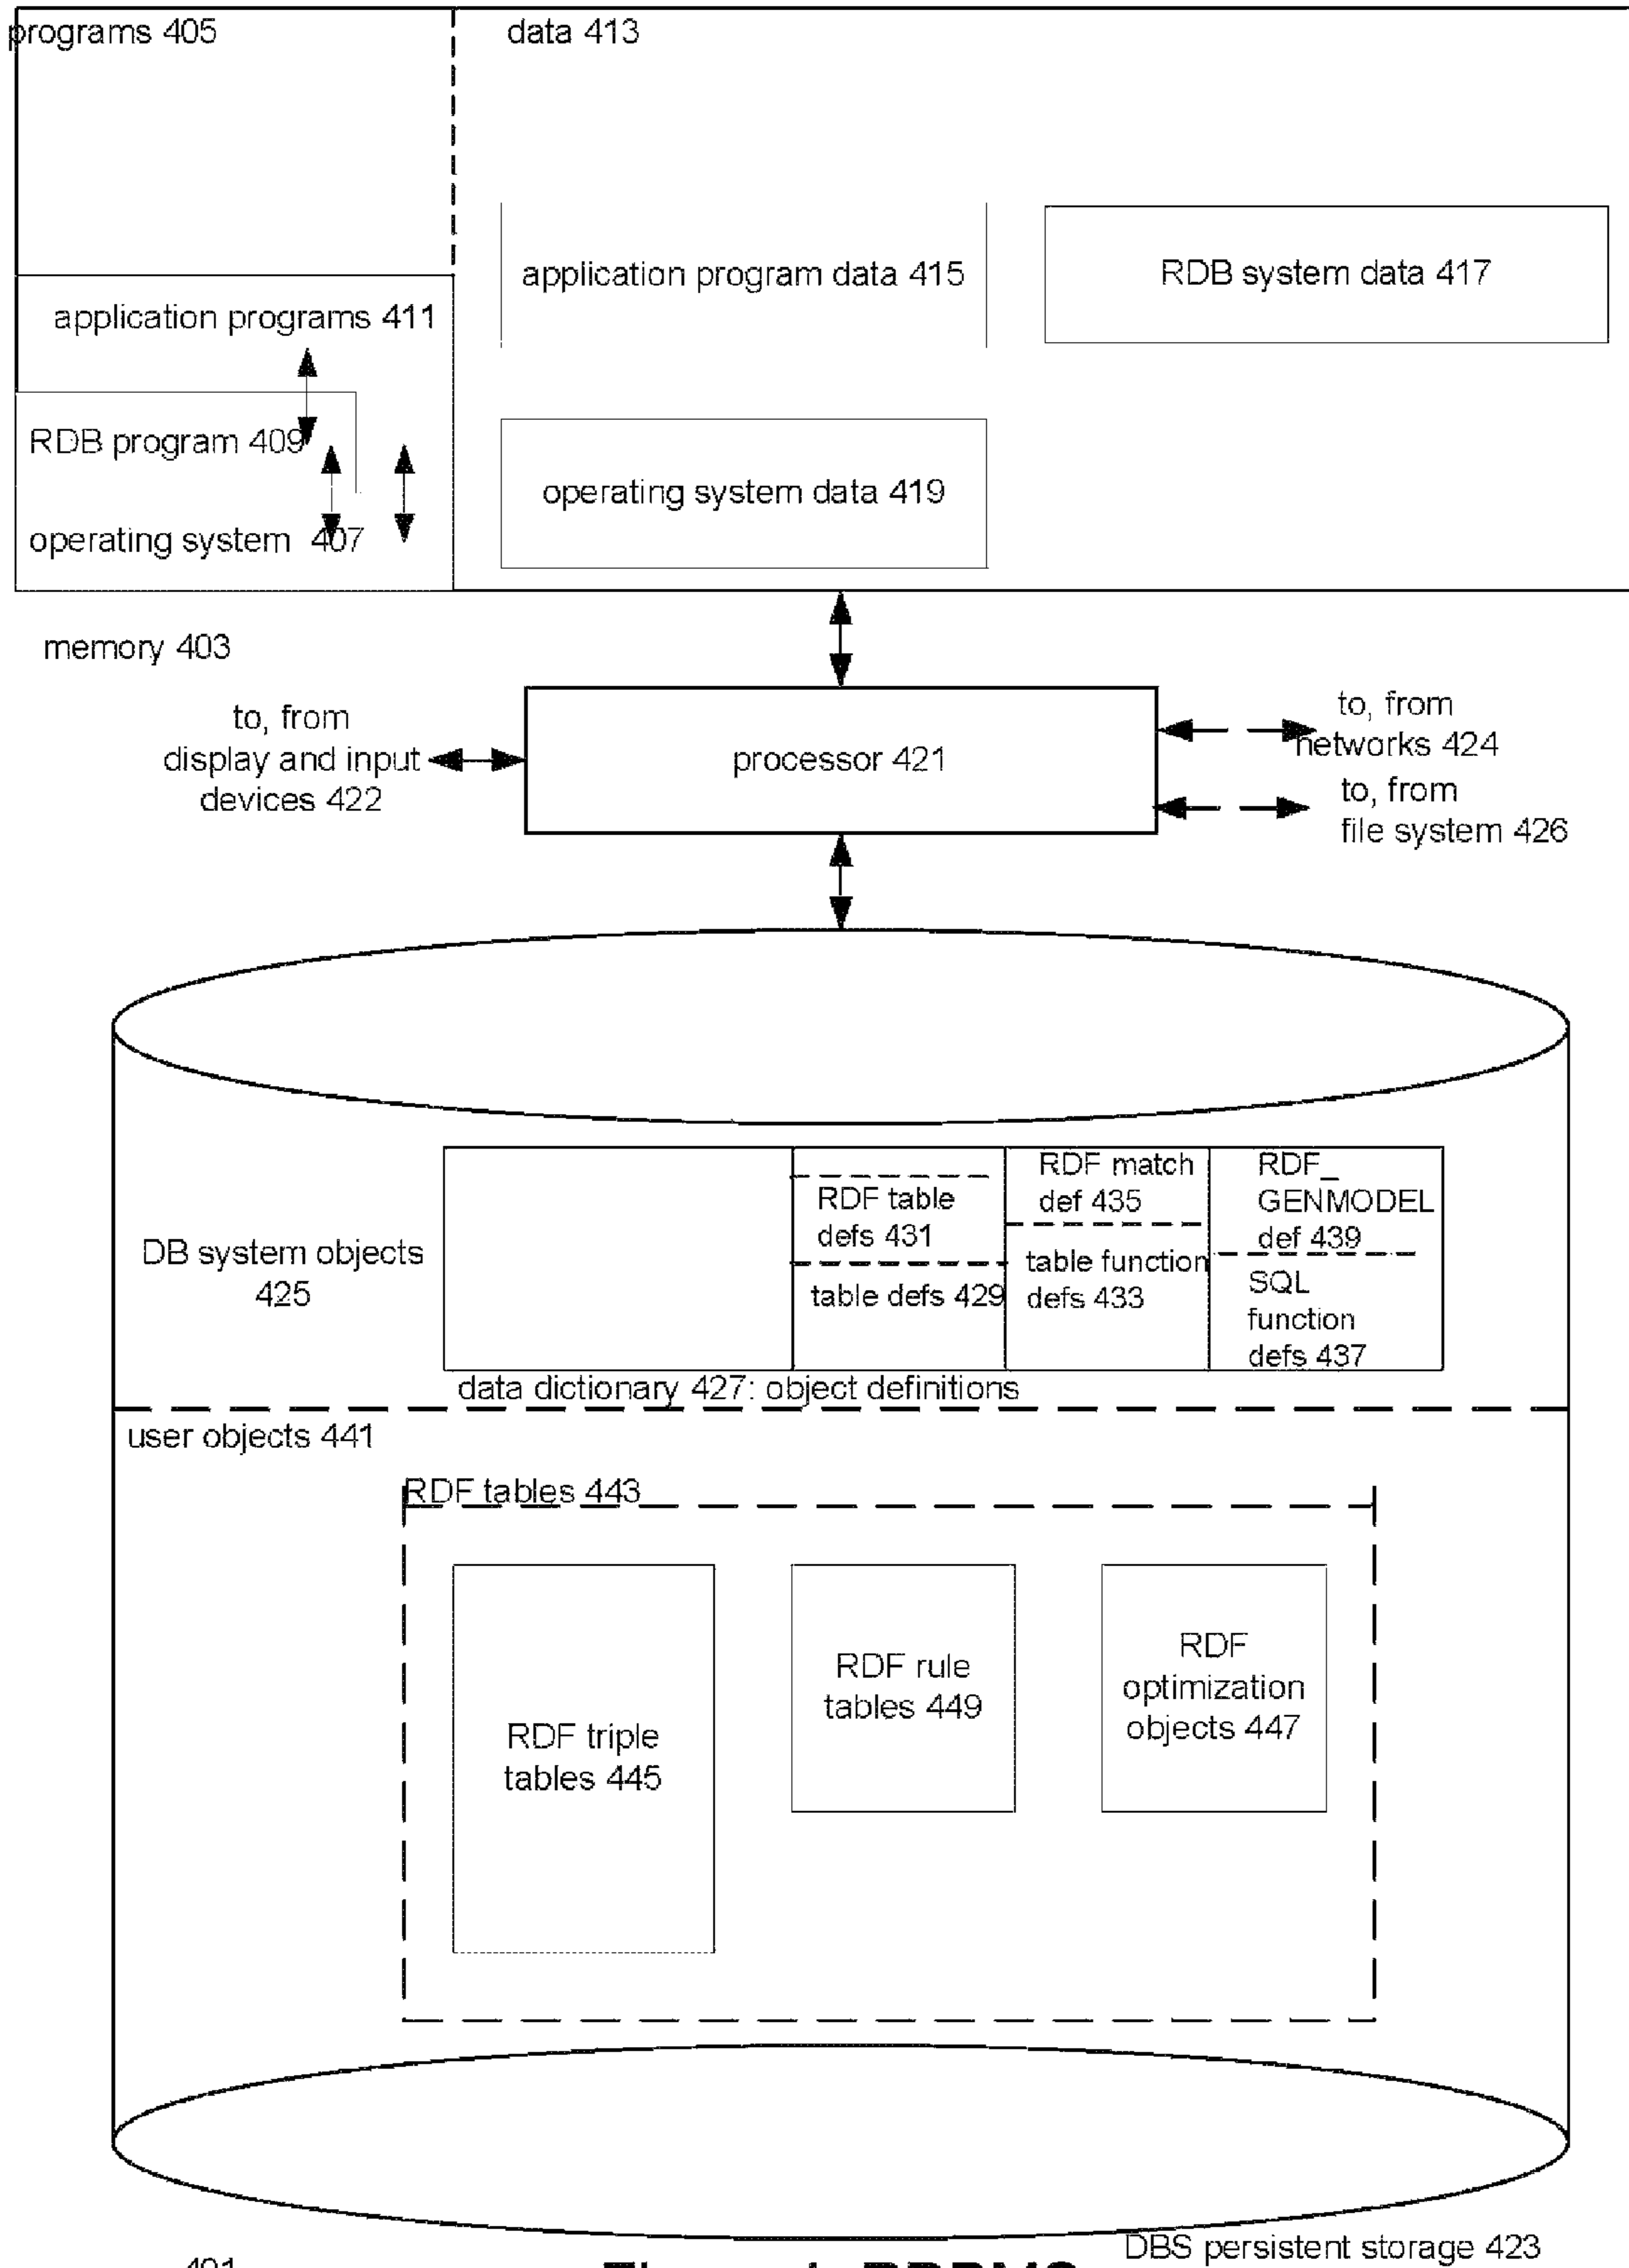 programs 405
data 413
application program data 415
RDB system data 417
application programs 411
RDB program 409
operating system data 419
operating system 407
memory 403
to, from
display and input
devices 422
processor 421
to, from
networks 424
to, from
file system 426
DB system objects
425
RDF table
defs 431
table defs 429
RDF match
def 435
table function
defs 433
RDF_
GENMODEL
def 439
SQL
function
defs 437
data dictionary 427: object definitions
user objects 441
RDF tables 443
RDF triple
tables 445
RDF rule
tables 449
RDF
optimization
objects 447
DBS persistent storage 423